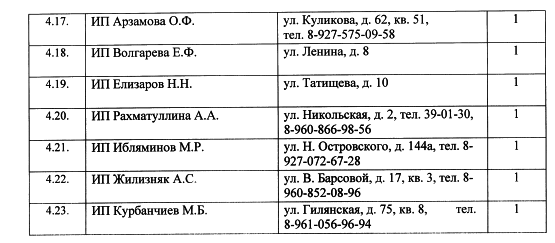 4.17. ИП Арзамова О.Ф. ул. Куликова, д. 62, кв. 51, 1
тел. 8-927-575-09-58
4.18. ИП Волгарева Е.Ф. ул. Ленина, д. 8 1
4.19. ИП Елизаров Н.Н. ул. Татищева, д. 10 1
4.20. ИП Рахматуллина А.А. ул. Никольская, д. 2, тел. 39-01-30, 1
8-960-866-98-56
4.21. ИП Ибляминов М.Р. ул. Н. Островского, д. 144а, тел. 8- 1
927-072-67-28
4.22. ИП Жилизняк А.С. ул. В. Барсовой, д. 17, кв. 3, тел. 8- 1
960-852-08-96
4.23. ИП Курбанчиев М.Б. ул. Гилянская, д. 75, кв. 8, тел. 1
8-961-056-96-94